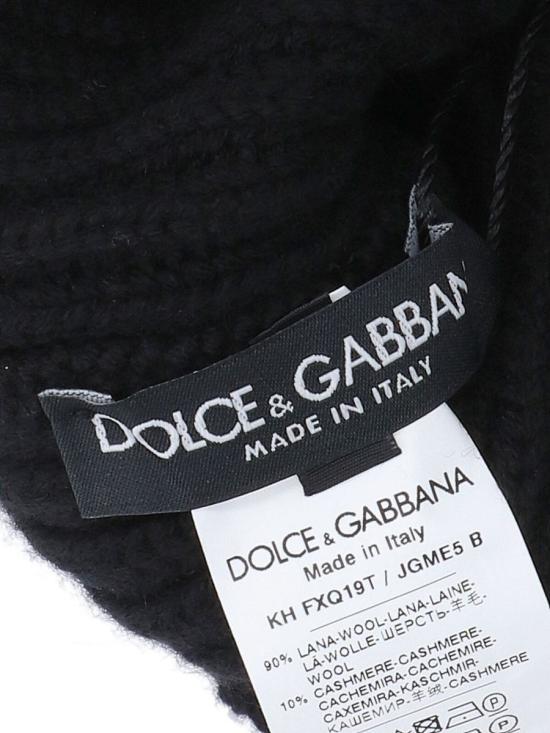 DOLCE & GABBAN
MADE IN ITALY
DOLCE & GABBANA
Made in Italy
KH FXQ19T / JGME5 B
90% LANA-WOOL-LANA-LAINE-
LÃ-WOLLE-ШЕРСТЬ-羊毛-
WOOL
10% CASHMERE-CASHMERE-
CACHEMIRA-CACHEMIRE-
CAXEMIRA-KASCHMIR-
КАШЕМИР-羊绒-CASHMERE